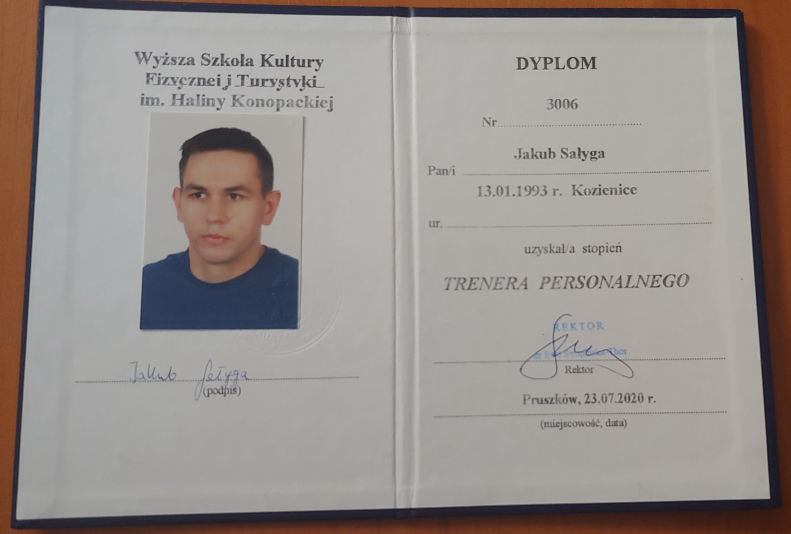 Wyższa Szkoła Kultury
Fizycznej i Turystyki
im. Haliny Konopackiej
Jakub Sałyga
(podpis)
DYPLOM
3006
Nr
Jakub Sałyga
Pan/i
13.01.1993 r. Kozienice
ur.
uzyskał/a stopień
TRENERA PERSONALNEGO
REKTOR
Rektor
Pruszków, 23.07.2020 r.
(miejscowość, data)